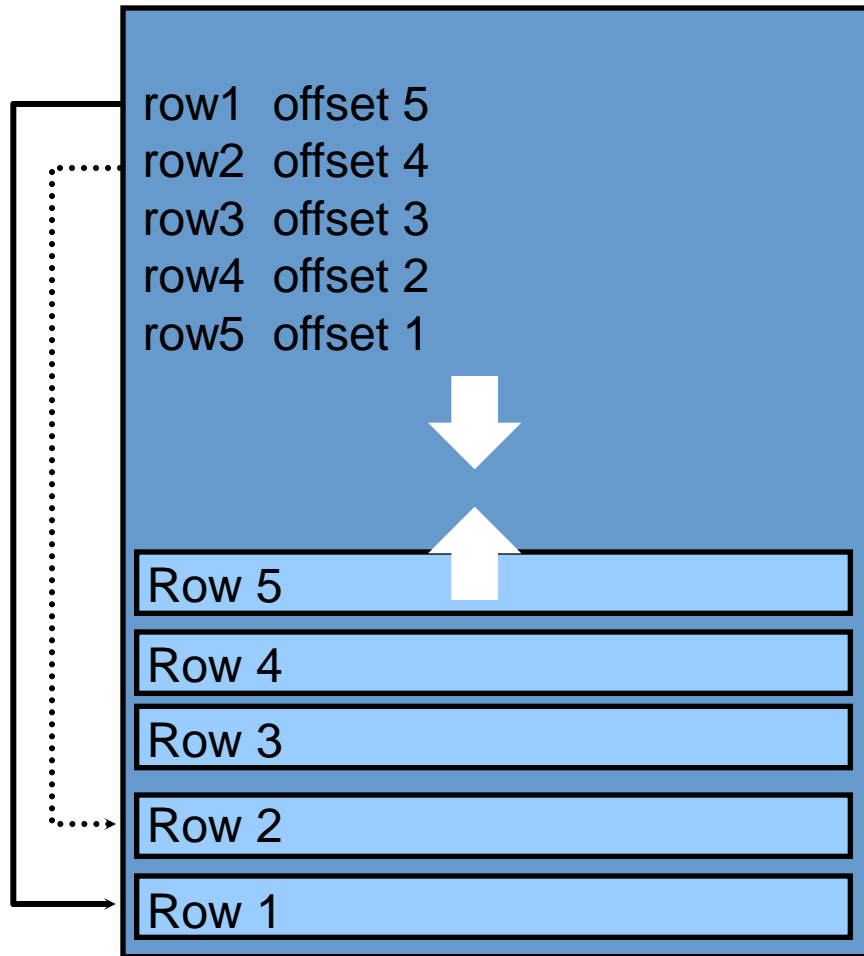 row1 offset 5
row2 offset 4
row3 offset 3
row4 offset 2
row5 offset 1
Row 5
Row 4
Row 3
Row 2
Row 1